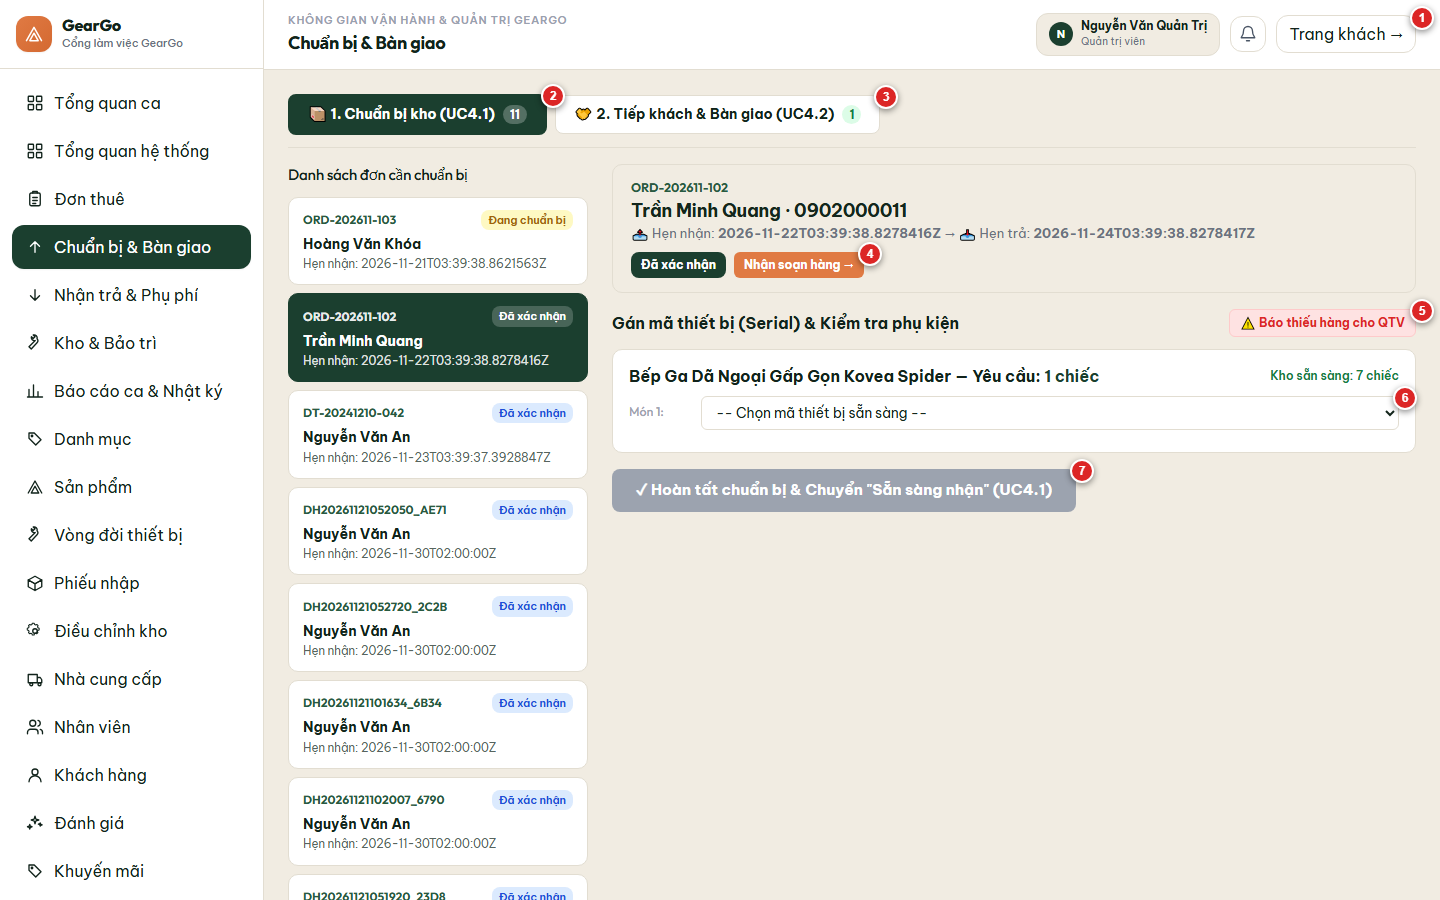 GearGo
Cổng làm việc GearGo
Tổng quan ca
Tổng quan hệ thống
Đơn thuê
Chuẩn bị & Bàn giao
Nhận trả & Phụ phí
Kho & Bảo trì
Báo cáo ca & Nhật ký
Danh mục
Sản phẩm
Vòng đời thiết bị
Phiếu nhập
Điều chỉnh kho
Nhà cung cấp
Nhân viên
Khách hàng
Đánh giá
Khuyến mãi
KHÔNG GIAN VẬN HÀNH & QUẢN TRỊ GEARGO
Chuẩn bị & Bàn giao
N
Nguyễn Văn Quản Trị
Quản trị viên
Trang khách →
1
1. Chuẩn bị kho (UC4.1) 11
2
2. Tiếp khách & Bàn giao (UC4.2) 1
3
Danh sách đơn cần chuẩn bị
ORD-202611-103 Đang chuẩn bị
Hoàng Văn Khóa
Hẹn nhận: 2026-11-21T03:39:38.8621563Z
ORD-202611-102 Đã xác nhận
Trần Minh Quang
Hẹn nhận: 2026-11-22T03:39:38.8278416Z
DT-20241210-042 Đã xác nhận
Nguyễn Văn An
Hẹn nhận: 2026-11-23T03:39:37.3928847Z
DH20261121052050_AE71 Đã xác nhận
Nguyễn Văn An
Hẹn nhận: 2026-11-30T02:00:00Z
DH20261121052720_2C2B Đã xác nhận
Nguyễn Văn An
Hẹn nhận: 2026-11-30T02:00:00Z
DH20261121101634_6B34 Đã xác nhận
Nguyễn Văn An
Hẹn nhận: 2026-11-30T02:00:00Z
DH20261121102007_6790 Đã xác nhận
Nguyễn Văn An
Hẹn nhận: 2026-11-30T02:00:00Z
DH20261121051920_23D8 Đã xác nhận
ORD-202611-102
Trần Minh Quang · 0902000011
Hẹn nhận: 2026-11-22T03:39:38.8278416Z → Hẹn trả: 2026-11-24T03:39:38.8278417Z
Đã xác nhận
Nhận soạn hàng →
4
Gán mã thiết bị (Serial) & Kiểm tra phụ kiện
Báo thiếu hàng cho QTV
5
Bếp Ga Dã Ngoại Gấp Gọn Kovea Spider — Yêu cầu: 1 chiếc
Kho sẵn sàng: 7 chiếc
Món 1:
-- Chọn mã thiết bị sẵn sàng --
6
✓ Hoàn tất chuẩn bị & Chuyển "Sẵn sàng nhận" (UC4.1)
7